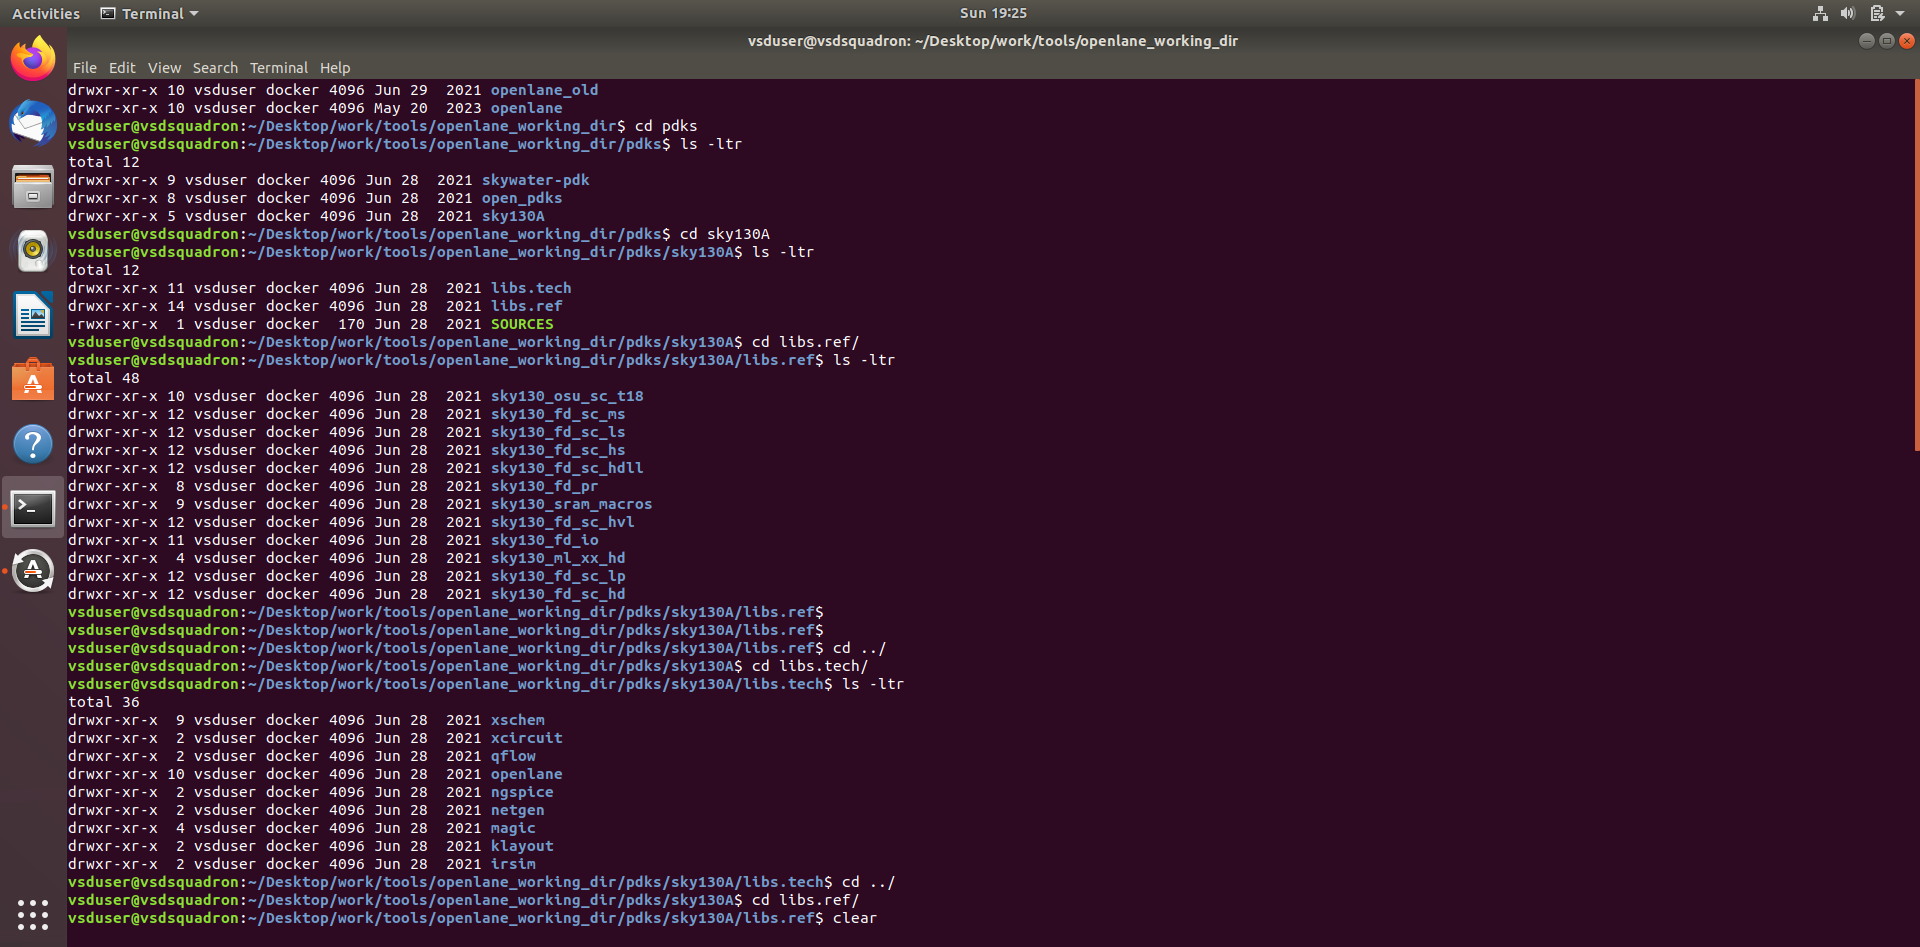 Activities Terminal Sun 19:25
vsduser@vsdsquadron: ~/Desktop/work/tools/openlane_working_dir
File Edit View Search Terminal Help
drwxr-xr-x 10 vsduser docker 4096 Jun 29  2021 openlane_old
drwxr-xr-x 10 vsduser docker 4096 May 20  2023 openlane
vsduser@vsdsquadron:~/Desktop/work/tools/openlane_working_dir$ cd pdks
vsduser@vsdsquadron:~/Desktop/work/tools/openlane_working_dir/pdks$ ls -ltr
total 12
drwxr-xr-x 9 vsduser docker 4096 Jun 28  2021 skywater-pdk
drwxr-xr-x 8 vsduser docker 4096 Jun 28  2021 open_pdks
drwxr-xr-x 5 vsduser docker 4096 Jun 28  2021 sky130A
vsduser@vsdsquadron:~/Desktop/work/tools/openlane_working_dir/pdks$ cd sky130A
vsduser@vsdsquadron:~/Desktop/work/tools/openlane_working_dir/pdks/sky130A$ ls -ltr
total 12
drwxr-xr-x 11 vsduser docker 4096 Jun 28  2021 libs.tech
drwxr-xr-x 14 vsduser docker 4096 Jun 28  2021 libs.ref
-rwxr-xr-x  1 vsduser docker  170 Jun 28  2021 SOURCES
vsduser@vsdsquadron:~/Desktop/work/tools/openlane_working_dir/pdks/sky130A$ cd libs.ref/
vsduser@vsdsquadron:~/Desktop/work/tools/openlane_working_dir/pdks/sky130A/libs.ref$ ls -ltr
total 48
drwxr-xr-x 10 vsduser docker 4096 Jun 28  2021 sky130_osu_sc_t18
drwxr-xr-x 12 vsduser docker 4096 Jun 28  2021 sky130_fd_sc_ms
drwxr-xr-x 12 vsduser docker 4096 Jun 28  2021 sky130_fd_sc_ls
drwxr-xr-x 12 vsduser docker 4096 Jun 28  2021 sky130_fd_sc_hs
drwxr-xr-x 12 vsduser docker 4096 Jun 28  2021 sky130_fd_sc_hdll
drwxr-xr-x  8 vsduser docker 4096 Jun 28  2021 sky130_fd_pr
drwxr-xr-x  9 vsduser docker 4096 Jun 28  2021 sky130_sram_macros
drwxr-xr-x 12 vsduser docker 4096 Jun 28  2021 sky130_fd_sc_hvl
drwxr-xr-x 11 vsduser docker 4096 Jun 28  2021 sky130_fd_io
drwxr-xr-x  4 vsduser docker 4096 Jun 28  2021 sky130_ml_xx_hd
drwxr-xr-x 12 vsduser docker 4096 Jun 28  2021 sky130_fd_sc_lp
drwxr-xr-x 12 vsduser docker 4096 Jun 28  2021 sky130_fd_sc_hd
vsduser@vsdsquadron:~/Desktop/work/tools/openlane_working_dir/pdks/sky130A/libs.ref$
vsduser@vsdsquadron:~/Desktop/work/tools/openlane_working_dir/pdks/sky130A/libs.ref$
vsduser@vsdsquadron:~/Desktop/work/tools/openlane_working_dir/pdks/sky130A/libs.ref$ cd ../
vsduser@vsdsquadron:~/Desktop/work/tools/openlane_working_dir/pdks/sky130A$ cd libs.tech/
vsduser@vsdsquadron:~/Desktop/work/tools/openlane_working_dir/pdks/sky130A/libs.tech$ ls -ltr
total 36
drwxr-xr-x  9 vsduser docker 4096 Jun 28  2021 xschem
drwxr-xr-x  2 vsduser docker 4096 Jun 28  2021 xcircuit
drwxr-xr-x  2 vsduser docker 4096 Jun 28  2021 qflow
drwxr-xr-x 10 vsduser docker 4096 Jun 28  2021 openlane
drwxr-xr-x  2 vsduser docker 4096 Jun 28  2021 ngspice
drwxr-xr-x  2 vsduser docker 4096 Jun 28  2021 netgen
drwxr-xr-x  4 vsduser docker 4096 Jun 28  2021 magic
drwxr-xr-x  2 vsduser docker 4096 Jun 28  2021 klayout
drwxr-xr-x  2 vsduser docker 4096 Jun 28  2021 irsim
vsduser@vsdsquadron:~/Desktop/work/tools/openlane_working_dir/pdks/sky130A/libs.tech$ cd ../
vsduser@vsdsquadron:~/Desktop/work/tools/openlane_working_dir/pdks/sky130A$ cd libs.ref/
vsduser@vsdsquadron:~/Desktop/work/tools/openlane_working_dir/pdks/sky130A/libs.ref$ clear